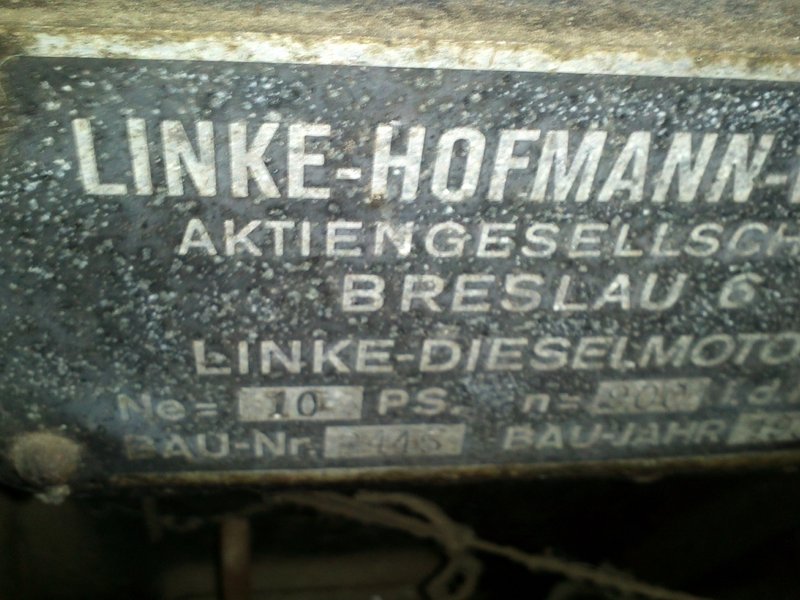 LINKE-HOFMANN-
AKTIENGESELLSCH
BRESLAU 6
LINKE-DIESELMOTO
Ne= 10 PS. n= i.d.
BAU-Nr. BAU-JAHR